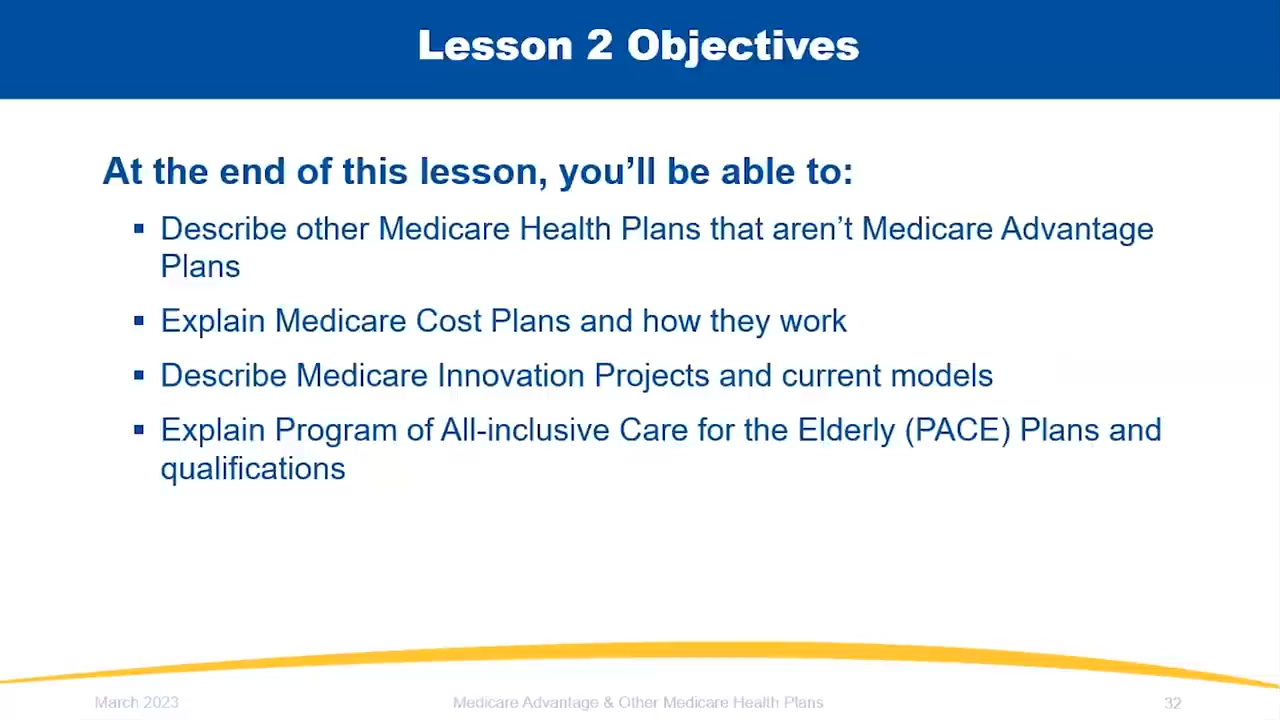 Lesson 2 Objectives
At the end of this lesson, you’ll be able to:
▪ Describe other Medicare Health Plans that aren’t Medicare Advantage
Plans
▪ Explain Medicare Cost Plans and how they work
▪ Describe Medicare Innovation Projects and current models
▪ Explain Program of All-inclusive Care for the Elderly (PACE) Plans and
qualifications
March 2023
Medicare Advantage & Other Medicare Health Plans
32